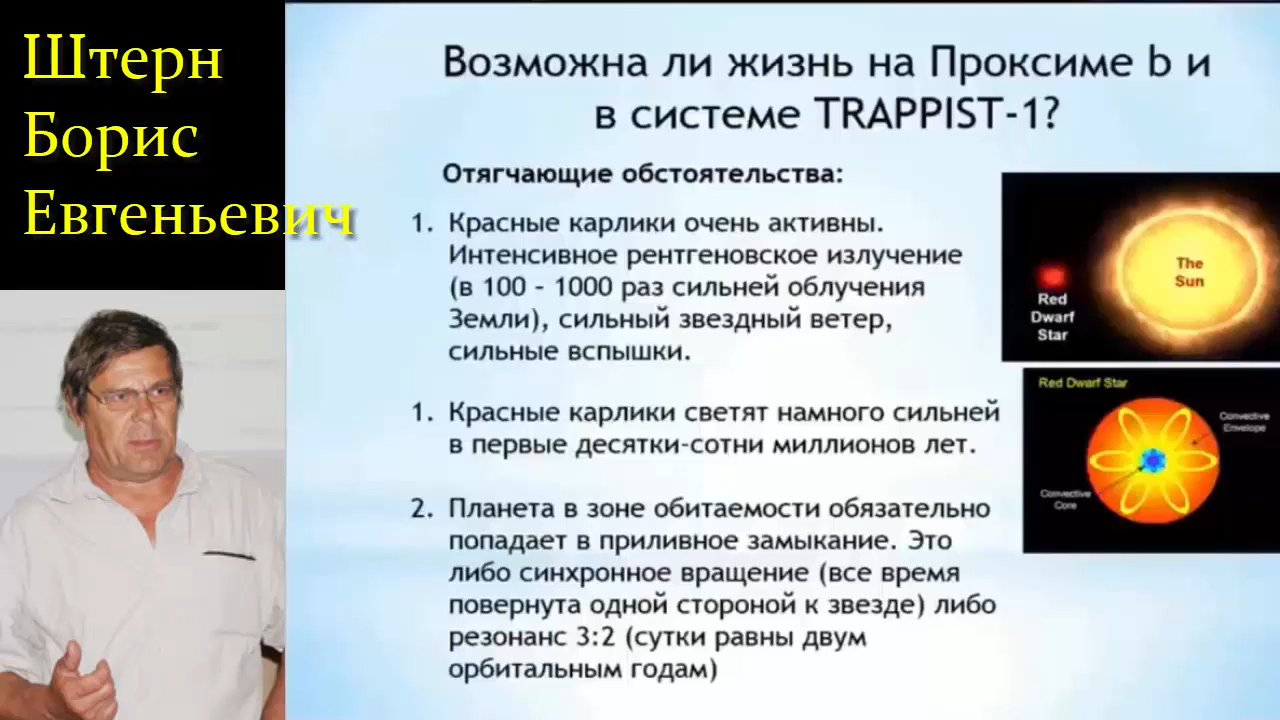 Штерн
Борис
Евгеньевич
Возможна ли жизнь на Проксиме b и
в системе TRAPPIST-1?
Отягчающие обстоятельства:
1. Красные карлики очень активны.
Интенсивное рентгеновское излучение
(в 100 - 1000 раз сильней облучения
Земли), сильный звездный ветер,
сильные вспышки.
1. Красные карлики светят намного сильней
в первые десятки-сотни миллионов лет.
2. Планета в зоне обитаемости обязательно
попадает в приливное замыкание. Это
либо синхронное вращение (все время
повернута одной стороной к звезде) либо
резонанс 3:2 (сутки равны двум
орбитальным годам)
The
Sun
Red
Dwarf
Star
Red Dwarf Star
Convective
Envelope
Convective
Core